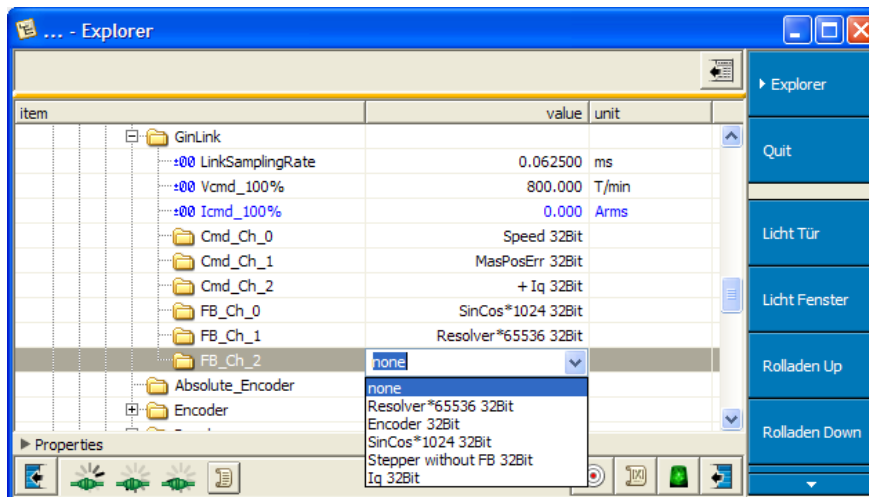 ... - Explorer
item value unit
GinLink
±00 LinkSamplingRate 0.062500 ms
±00 Vcmd_100% 800.000 T/min
±00 Icmd_100% 0.000 Arms
Cmd_Ch_0 Speed 32Bit
Cmd_Ch_1 MasPosErr 32Bit
Cmd_Ch_2 + Iq 32Bit
FB_Ch_0 SinCos*1024 32Bit
FB_Ch_1 Resolver*65536 32Bit
FB_Ch_2 none
Absolute_Encoder
Encoder
none
Resolver*65536 32Bit
Encoder 32Bit
SinCos*1024 32Bit
Stepper without FB 32Bit
Iq 32Bit
Properties
Explorer
Quit
Licht Tür
Licht Fenster
Rolladen Up
Rolladen Down